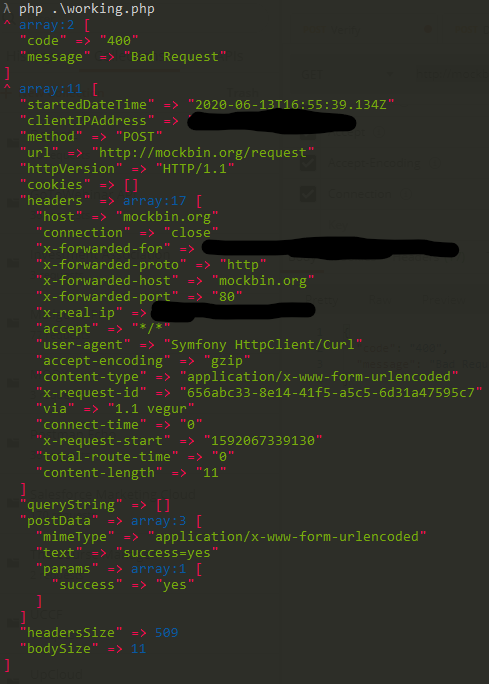 λ php .\working.php
^ array:2 [
"code" => "400"
"message" => "Bad Request"
]
^ array:11 [
"startedDateTime" => "2020-06-13T16:55:39.134Z"
"clientIPAddress" =>
"method" => "POST"
"url" => "http://mockbin.org/request"
"httpVersion" => "HTTP/1.1"
"cookies" => []
"headers" => array:17 [
"host" => "mockbin.org"
"connection" => "close"
"x-forwarded-for" =>
"x-forwarded-proto" => "http"
"x-forwarded-host" => "mockbin.org"
"x-forwarded-port" => "80"
"x-real-ip" =>
"accept" => "*/*"
"user-agent" => "Symfony HttpClient/Curl"
"accept-encoding" => "gzip"
"content-type" => "application/x-www-form-urlencoded"
"x-request-id" => "656abc33-8e14-41f5-a5c5-6d31a47595c7"
"via" => "1.1 vegur"
"connect-time" => "0"
"x-request-start" => "1592067339130"
"total-route-time" => "0"
"content-length" => "11"
]
"queryString" => []
"postData" => array:3 [
"mimeType" => "application/x-www-form-urlencoded"
"text" => "success=yes"
"params" => array:1 [
"success" => "yes"
]
]
"headersSize" => 509
"bodySize" => 11
]